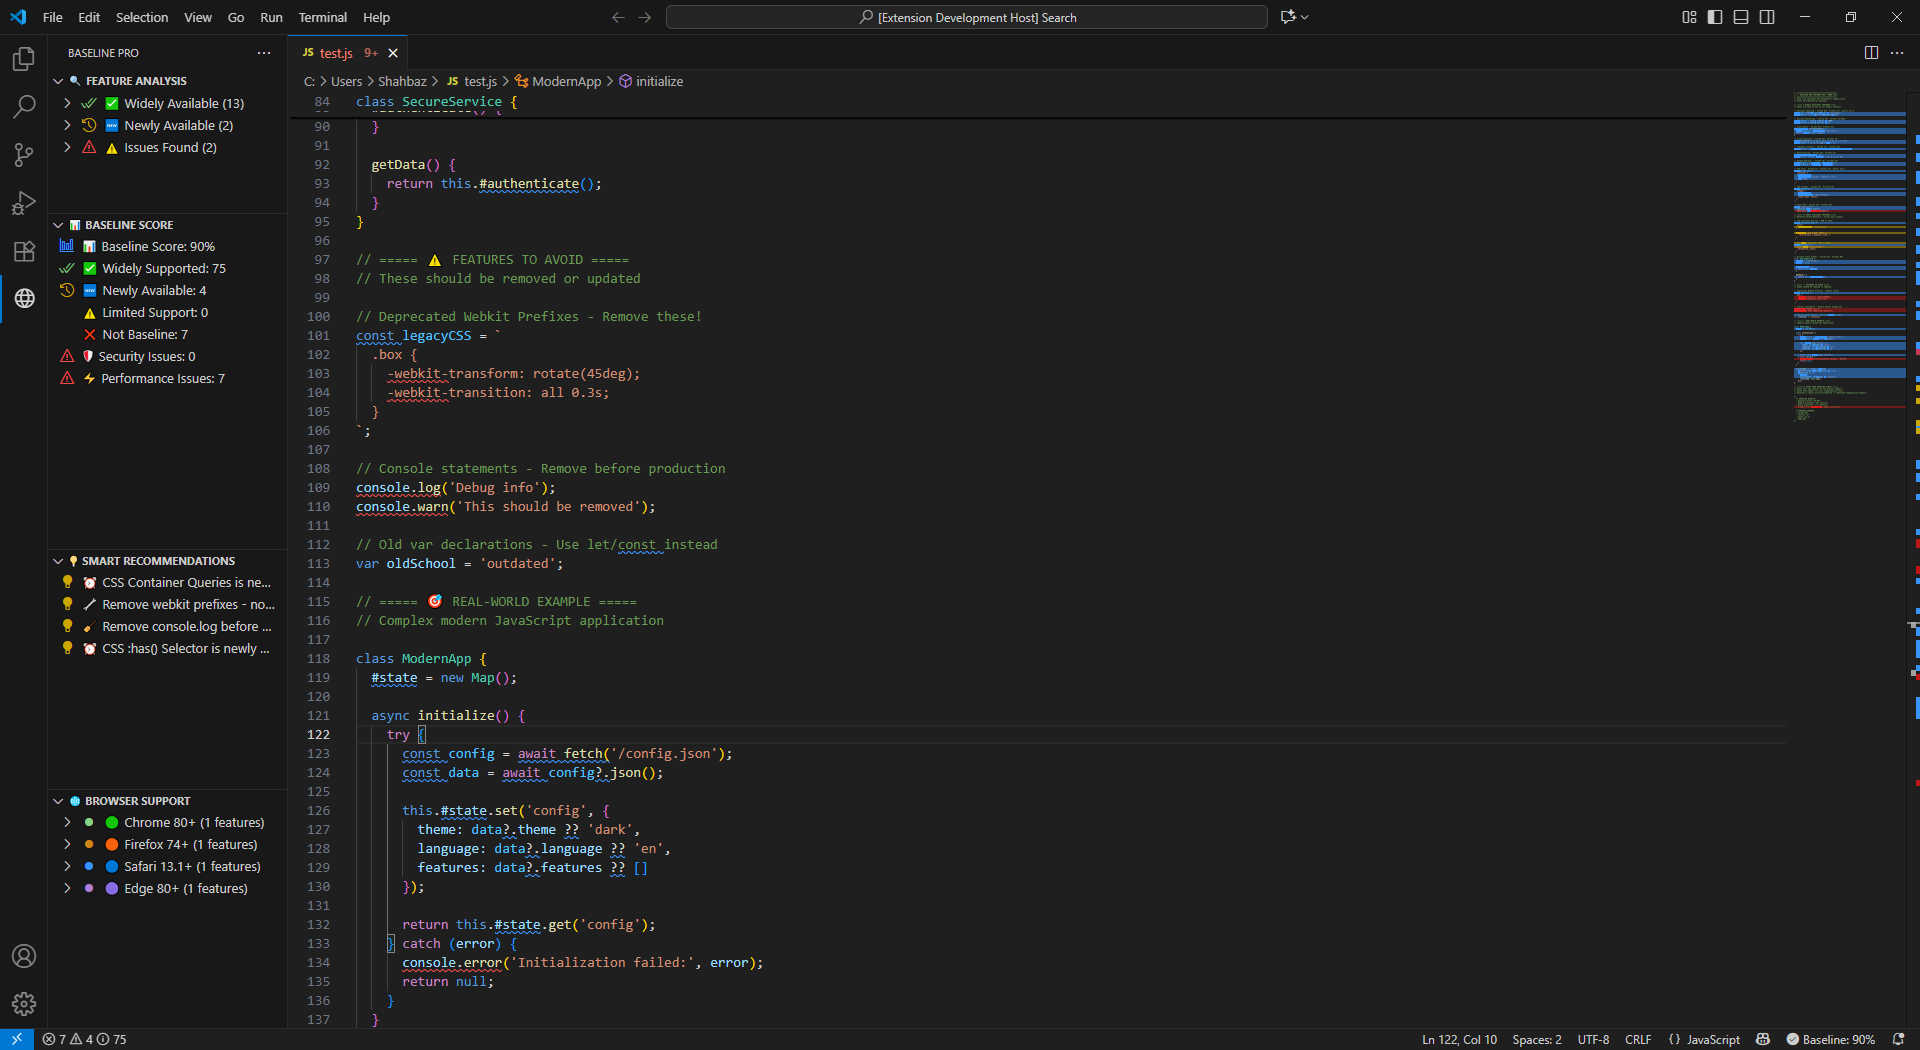 File Edit Selection View Go Run Terminal Help
[Extension Development Host] Search
BASELINE PRO
FEATURE ANALYSIS
Widely Available (13)
Newly Available (2)
Issues Found (2)
BASELINE SCORE
Baseline Score: 90%
Widely Supported: 75
Newly Available: 4
Limited Support: 0
Not Baseline: 7
Security Issues: 0
Performance Issues: 7
SMART RECOMMENDATIONS
CSS Container Queries is ne...
Remove webkit prefixes - no...
Remove console.log before ...
CSS :has() Selector is newly ...
BROWSER SUPPORT
Chrome 80+ (1 features)
Firefox 74+ (1 features)
Safari 13.1+ (1 features)
Edge 80+ (1 features)
JS test.js 9+
C: > Users > Shahbaz > JS test.js > ModernApp > initialize
84 class SecureService {
90 }
91
92 getData() {
93 return this.#authenticate();
94 }
95 }
96
97 // ===== ⚠️ FEATURES TO AVOID =====
98 // These should be removed or updated
99
100 // Deprecated Webkit Prefixes - Remove these!
101 const legacyCSS = `
102 .box {
103 -webkit-transform: rotate(45deg);
104 -webkit-transition: all 0.3s;
105 }
106 `;
107
108 // Console statements - Remove before production
109 console.log('Debug info');
110 console.warn('This should be removed');
111
112 // Old var declarations - Use let/const instead
113 var oldSchool = 'outdated';
114
115 // ===== 🎯 REAL-WORLD EXAMPLE =====
116 // Complex modern JavaScript application
117
118 class ModernApp {
119 #state = new Map();
120
121 async initialize() {
122 try {
123 const config = await fetch('/config.json');
124 const data = await config?.json();
125
126 this.#state.set('config', {
127 theme: data?.theme ?? 'dark',
128 language: data?.language ?? 'en',
129 features: data?.features ?? []
130 });
131
132 return this.#state.get('config');
133 } catch (error) {
134 console.error('Initialization failed:', error);
135 return null;
136 }
137 }
7 4 75
Ln 122, Col 10 Spaces: 2 UTF-8 CRLF {} JavaScript Baseline: 90%